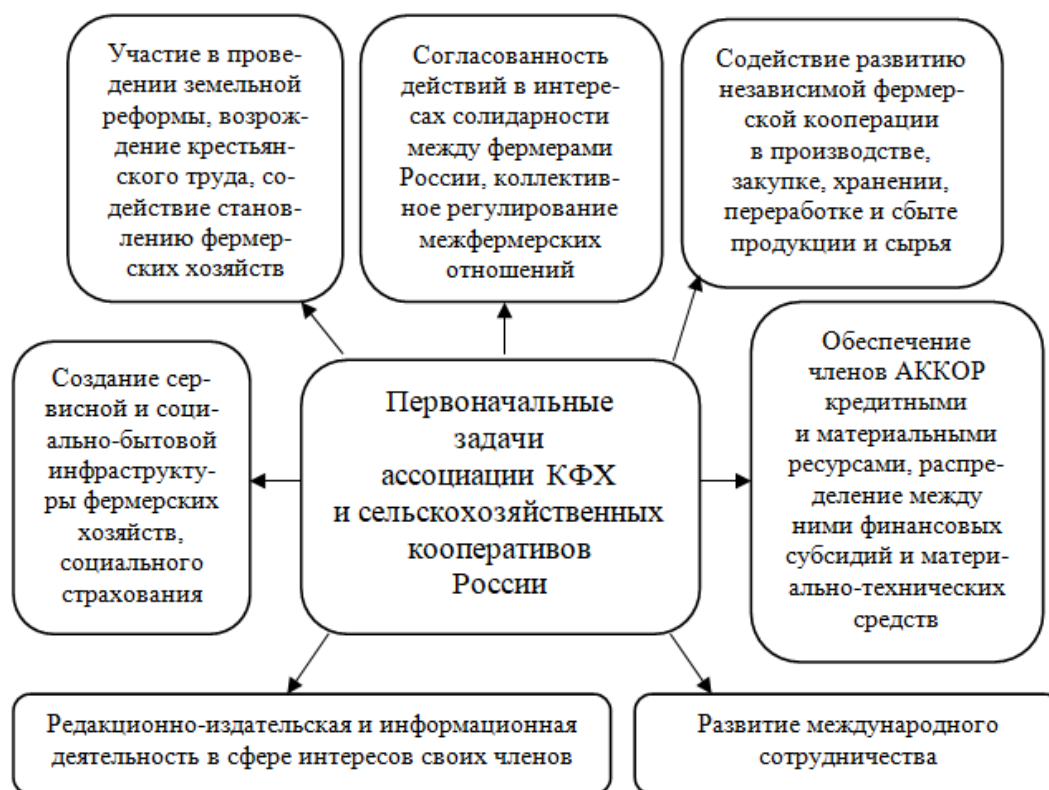 Участие в прове-
дении земельной
реформы, возрож-
дение крестьян-
ского труда, со-
действие становлению
лению фермер-
ских хозяйств
Согласованность
действий в интере-
сах солидарности
между фермерами
России, коллектив-
ное регулирование
межфермерских
отношений
Содействие развитию
независимой фермер-
ской кооперации
в производстве,
закупке, хранении,
переработке и сбыте
продукции и сырья
Создание сер-
висной и соци-
ально-бытовой
инфраструкту-
ры фермерских
хозяйств,
социального
страхования
Первоначальные
задачи
ассоциации КФХ
и сельскохозяйственных
кооперативов
России
Обеспечение
членов АККОР
кредитными
и материальными
ресурсами, распре-
деление между
ними финансовых
субсидий и матери-
ально-технических
средств
Редакционно-издательская и информационная
деятельность в сфере интересов своих членов
Развитие международного
сотрудничества